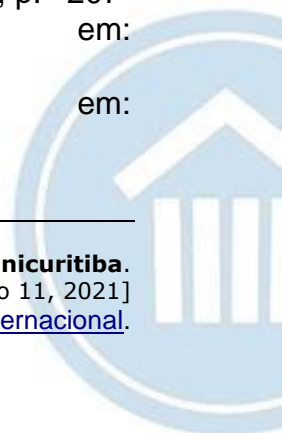 em:
em:
nicuritiba.
o 11, 2021]
ernacional.